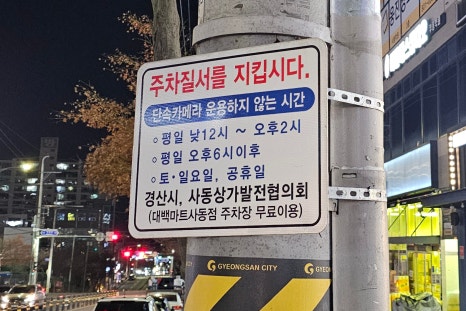 주차질서를 지킵시다.
단속카메라 운용하지 않는 시간
○ 평일 낮12시 ~ 오후2시
○ 평일 오후6시이후
○ 토·일요일, 공휴일
경산시, 사동상가발전협의회
(대백마트사동점 주차장 무료이용)
GYEONGSAN CITY
GYEONGS